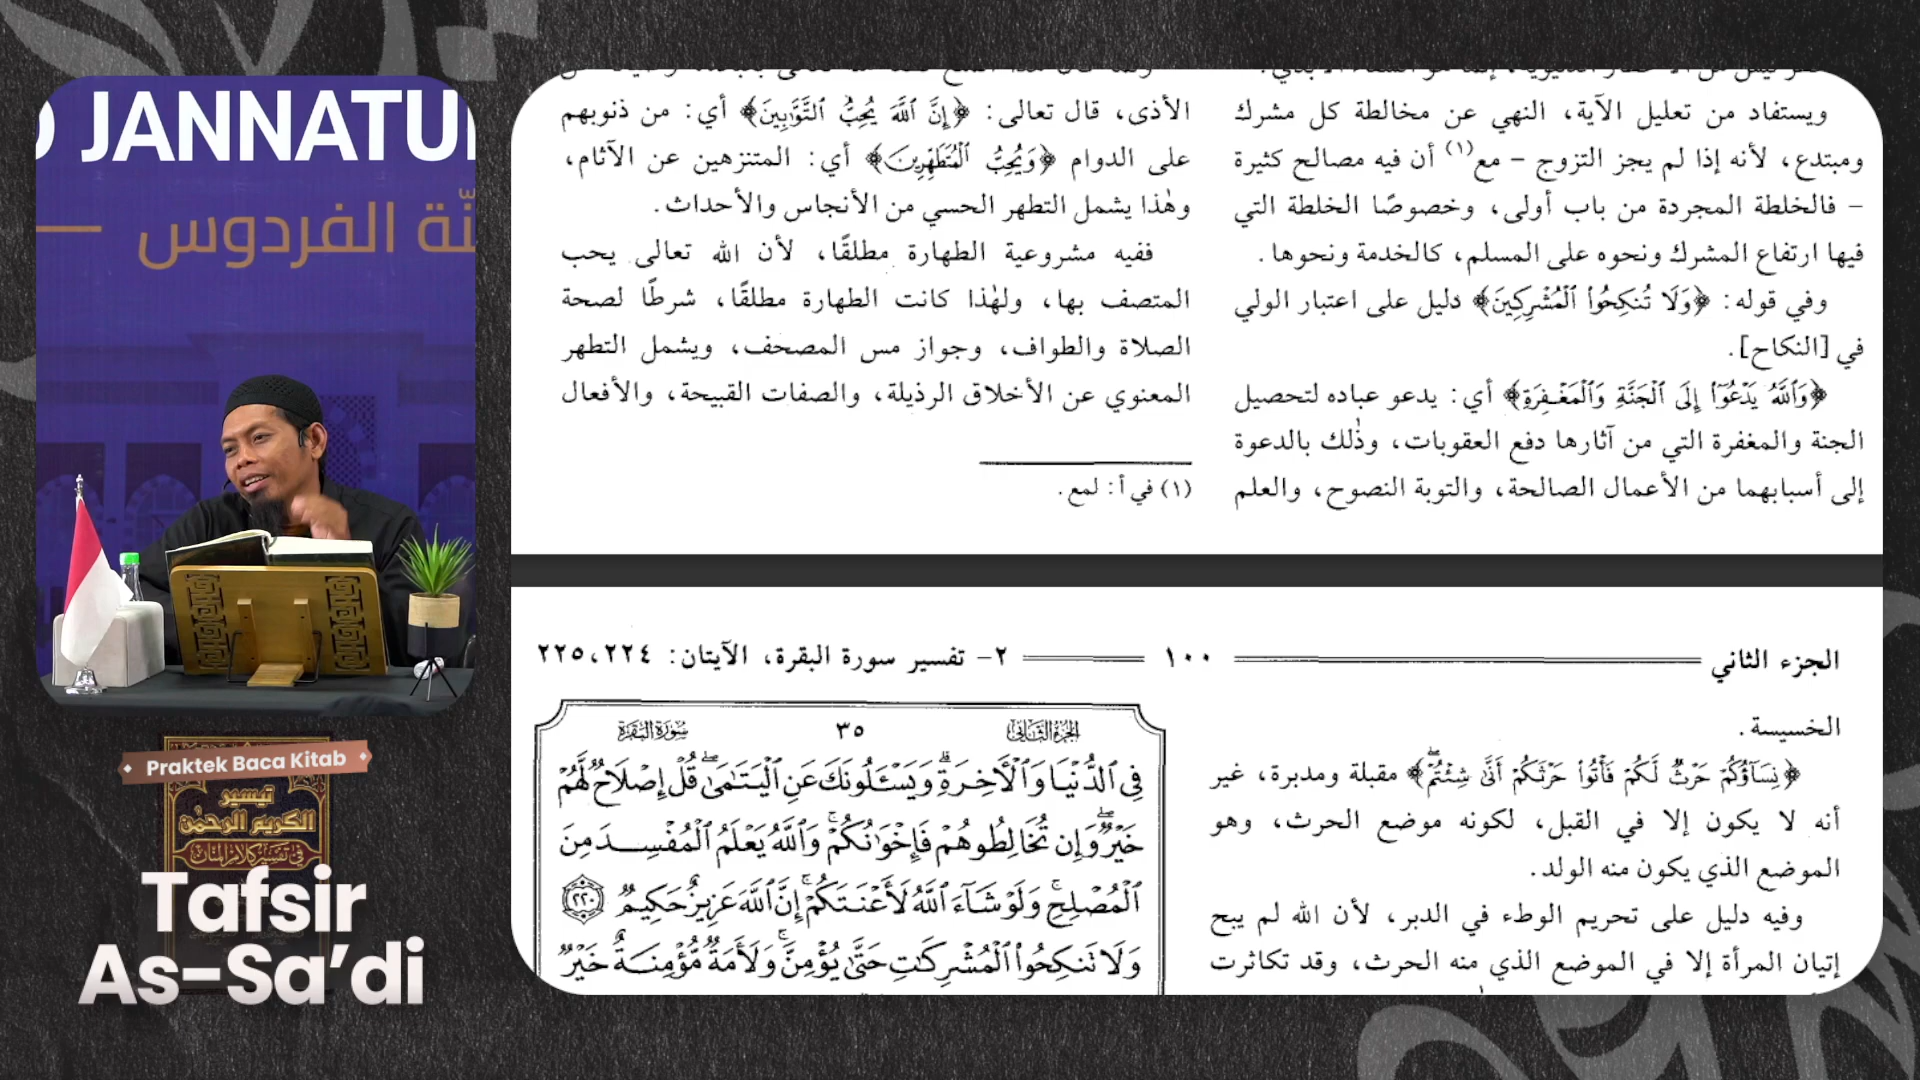 JANNATU
ّة الفردوس
Praktek Baca Kitab
تيسير
الكريم الرحمن
في تفسير كلام المنان
Tafsir
As-Sa’di
ويستفاد من تعليل الآية، النهي عن مخالطة كل مشرك
ومبتدع، لأنه إذا لم يجز التزوج – مع(١) أن فيه مصالح كثيرة
– فالخلطة المجردة من باب أولى، وخصوصًا الخلطة التي
فيها ارتفاع المشرك ونحوه على المسلم، كالخدمة ونحوها.
وفي قوله: ﴿وَلَا تُنكِحُوا۟ ٱلْمُشْرِكِينَ﴾ دليل على اعتبار الولي
في [النكاح].
﴿وَٱللَّهُ يَدْعُوٓا۟ إِلَى ٱلْجَنَّةِ وَٱلْمَغْفِرَةِ﴾ أي: يدعو عباده لتحصيل
الجنة والمغفرة التي من آثارها دفع العقوبات، وذٰلك بالدعوة
إلى أسبابهما من الأعمال الصالحة، والتوبة النصوح، والعلم
الأذى، قال تعالى: ﴿إِنَّ ٱللَّهَ يُحِبُّ ٱلتَّوَّٰبِينَ﴾ أي: من ذنوبهم
على الدوام ﴿وَيُحِبُّ ٱلْمُتَطَهِّرِينَ﴾ أي: المتنزهين عن الآثام،
وهٰذا يشمل التطهر الحسي من الأنجاس والأحداث.
ففيه مشروعية الطهارة مطلقًا، لأن الله تعالى يحب
المتصف بها، ولهٰذا كانت الطهارة مطلقًا، شرطًا لصحة
الصلاة والطواف، وجواز مس المصحف، ويشمل التطهر
المعنوي عن الأخلاق الرذيلة، والصفات القبيحة، والأفعال
(١) في أ: لمع.
الجزء الثاني ١٠٠ ٢– تفسير سورة البقرة، الآيتان: ٢٢٤،٢٢٥
الخسيسة.
﴿نِسَآؤُكُمْ حَرْثٌ لَّكُمْ فَأْتُوا۟ حَرْثَكُمْ أَنَّىٰ شِئْتُمْ﴾ مقبلة ومدبرة، غير
أنه لا يكون إلا في القبل، لكونه موضع الحرث، وهو
الموضع الذي يكون منه الولد.
وفيه دليل على تحريم الوطء في الدبر، لأن الله لم يبح
إتيان المرأة إلا في الموضع الذي منه الحرث، وقد تكاثرت
الجزء الثاني ٣٥ سورة البقرة
فِى ٱلدُّنْيَا وَٱلْءَاخِرَةِ وَيَسْـَٔلُونَكَ عَنِ ٱلْيَتَٰمَىٰ قُلْ إِصْلَاحٌ لَّهُمْ
خَيْرٌ وَإِن تُخَالِطُوهُمْ فَإِخْوَٰنُكُمْ وَٱللَّهُ يَعْلَمُ ٱلْمُفْسِدَ مِنَ
ٱلْمُصْلِحِ وَلَوْ شَآءَ ٱللَّهُ لَأَعْنَتَكُمْ إِنَّ ٱللَّهَ عَزِيزٌ حَكِيمٌ ٢٢٠
وَلَا تَنكِحُوا۟ ٱلْمُشْرِكَٰتِ حَتَّىٰ يُؤْمِنَّ وَلَأَمَةٌ مُّؤْمِنَةٌ خَيْرٌ